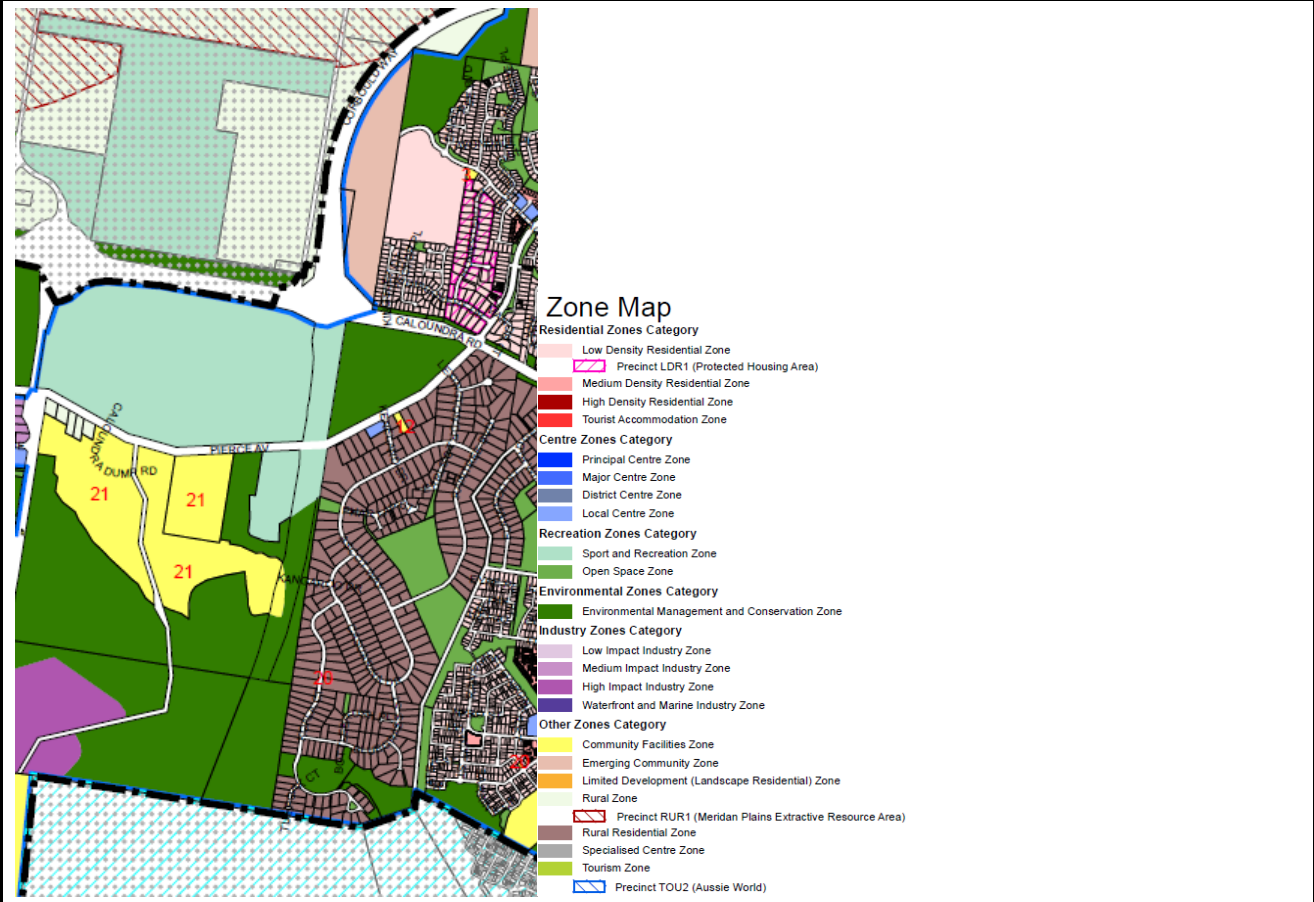 CORBOULD WAY
CALOUNDRA RD
CALOUNDRA DUMP RD
PIERCE AV
12
21
21
21
20
CT
Zone Map
Residential Zones Category
Low Density Residential Zone
Precinct LDR1 (Protected Housing Area)
Medium Density Residential Zone
High Density Residential Zone
Tourist Accommodation Zone
Centre Zones Category
Principal Centre Zone
Major Centre Zone
District Centre Zone
Local Centre Zone
Recreation Zones Category
Sport and Recreation Zone
Open Space Zone
Environmental Zones Category
Environmental Management and Conservation Zone
Industry Zones Category
Low Impact Industry Zone
Medium Impact Industry Zone
High Impact Industry Zone
Waterfront and Marine Industry Zone
Other Zones Category
Community Facilities Zone
Emerging Community Zone
Limited Development (Landscape Residential) Zone
Rural Zone
Precinct RUR1 (Meridan Plains Extractive Resource Area)
Rural Residential Zone
Specialised Centre Zone
Tourism Zone
Precinct TOU2 (Aussie World)